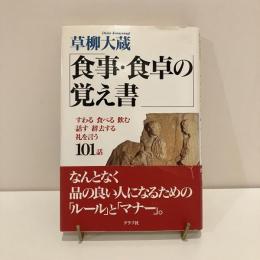 草柳大蔵
「食事・食卓の
覚え書」
すわる 食べる 飲む
話す 辞去する
礼を言う
101話
なんとなく
品の良い人になるための
「ルール」と「マナー」。
グラフ社